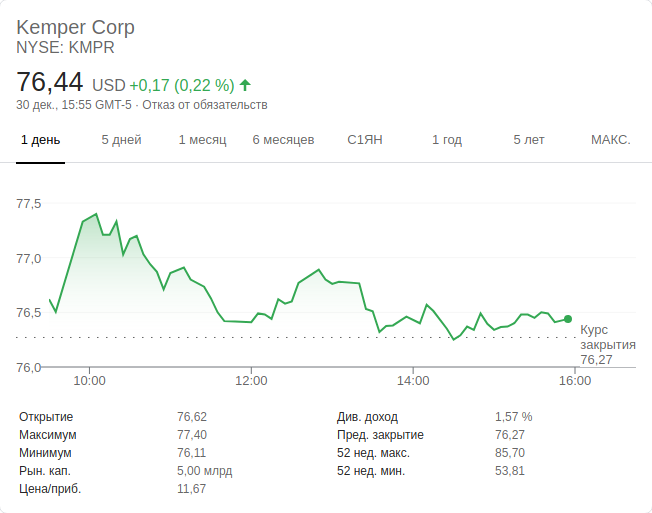 Kemper Corp
NYSE: KMPR
76,44 USD +0,17 (0,22 %)
30 дек., 15:55 GMT-5 · Отказ от обязательств
1 день 5 дней 1 месяц 6 месяцев С1ЯН 1 год 5 лет МАКС.
77,5
77,0
76,5
76,0
Курс
закрытия
76,27
10:00 12:00 14:00 16:00
Открытие 76,62 Див. доход 1,57 %
Максимум 77,40 Пред. закрытие 76,27
Минимум 76,11 52 нед. макс. 85,70
Рын. кап. 5,00 млрд 52 нед. мин. 53,81
Цена/приб. 11,67